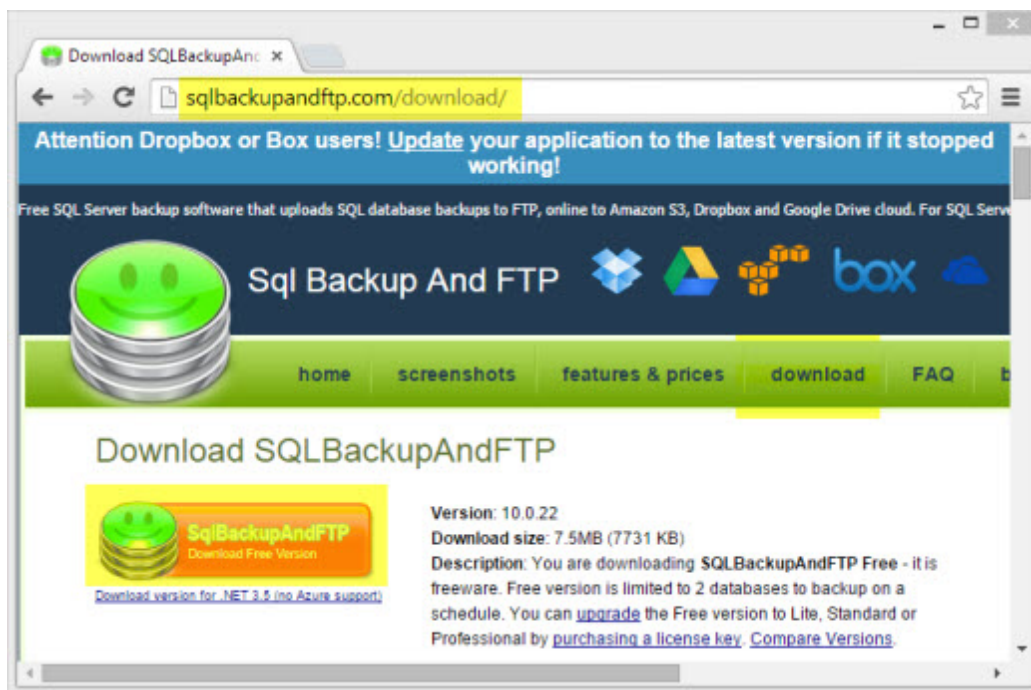 Download SQLBackupAnd
sqlbackupandftp.com/download/
Attention Dropbox or Box users! Update your application to the latest version if it stopped
working!
Free SQL Server backup software that uploads SQL database backups to FTP, online to Amazon S3, Dropbox and Google Drive cloud. For SQL Serve
Sql Backup And FTP
box
home screenshots features & prices download FAQ b
Download SQLBackupAndFTP
SqlBackupAndFTP
Download Free Version
Download version for .NET 3.5 (no Azure support)
Version: 10.0.22
Download size: 7.5MB (7731 KB)
Description: You are downloading SQLBackupAndFTP Free - it is
freeware. Free version is limited to 2 databases to backup on a
schedule. You can upgrade the Free version to Lite, Standard or
Professional by purchasing a license key. Compare Versions.